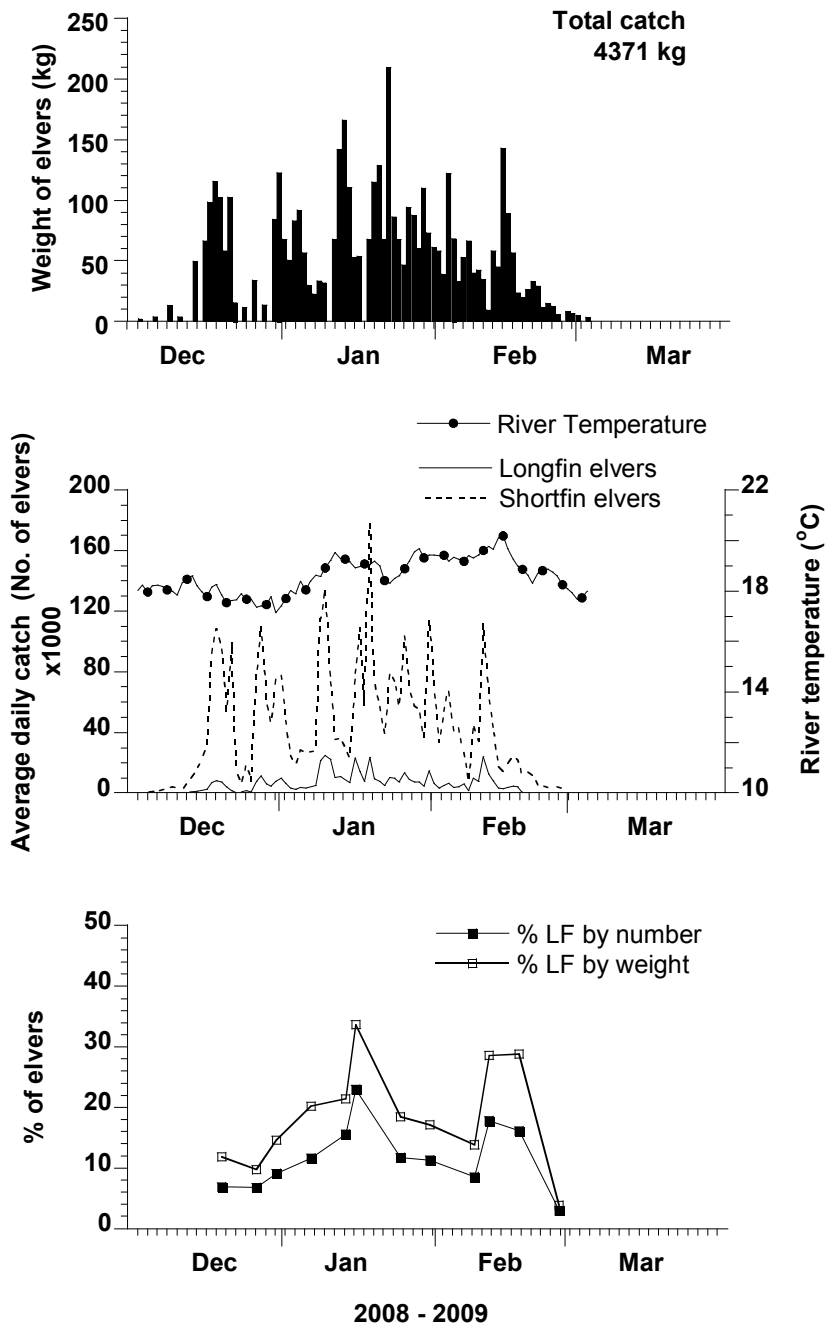 Total catch
4371 kg
Weight of elvers (kg)
250
200
150
100
50
0
Dec Jan Feb Mar
River Temperature
Longfin elvers
Shortfin elvers
Average daily catch (No. of elvers)
x1000
200
160
120
80
40
0
22
18
14
10
River temperature (°C)
Dec Jan Feb Mar
% LF by number
% LF by weight
% of elvers
50
40
30
20
10
0
Dec Jan Feb Mar
2008 - 2009